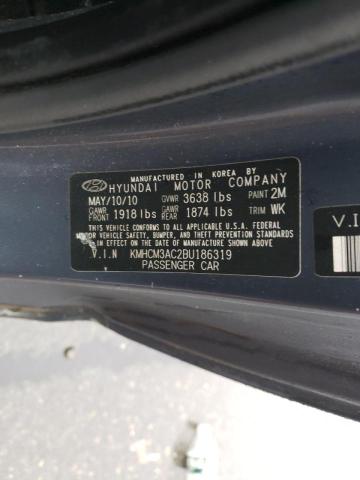 MANUFACTURED IN KOREA BY
HYUNDAI MOTOR COMPANY
MAY/10/10 GVWR 3638 lbs PAINT 2M
GAWR FRONT 1918 lbs GAWR REAR 1874 lbs TRIM WK
THIS VEHICLE CONFORMS TO ALL APPLICABLE U.S.A. FEDERAL
MOTOR VEHICLE SAFETY, BUMPER, AND THEFT PREVENTION
STANDARDS IN EFFECT ON THE DATE OF MANUFACTURE SHOWN ABOVE.
V.I.N KMHCM3AC2BU186319
PASSENGER CAR
V.I
KMHCM